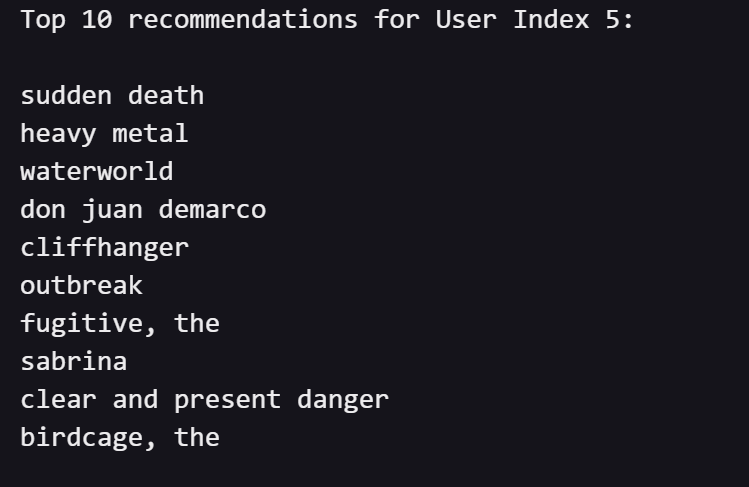 Top 10 recommendations for User Index 5:
sudden death
heavy metal
waterworld
don juan demarco
cliffhanger
outbreak
fugitive, the
sabrina
clear and present danger
birdcage, the